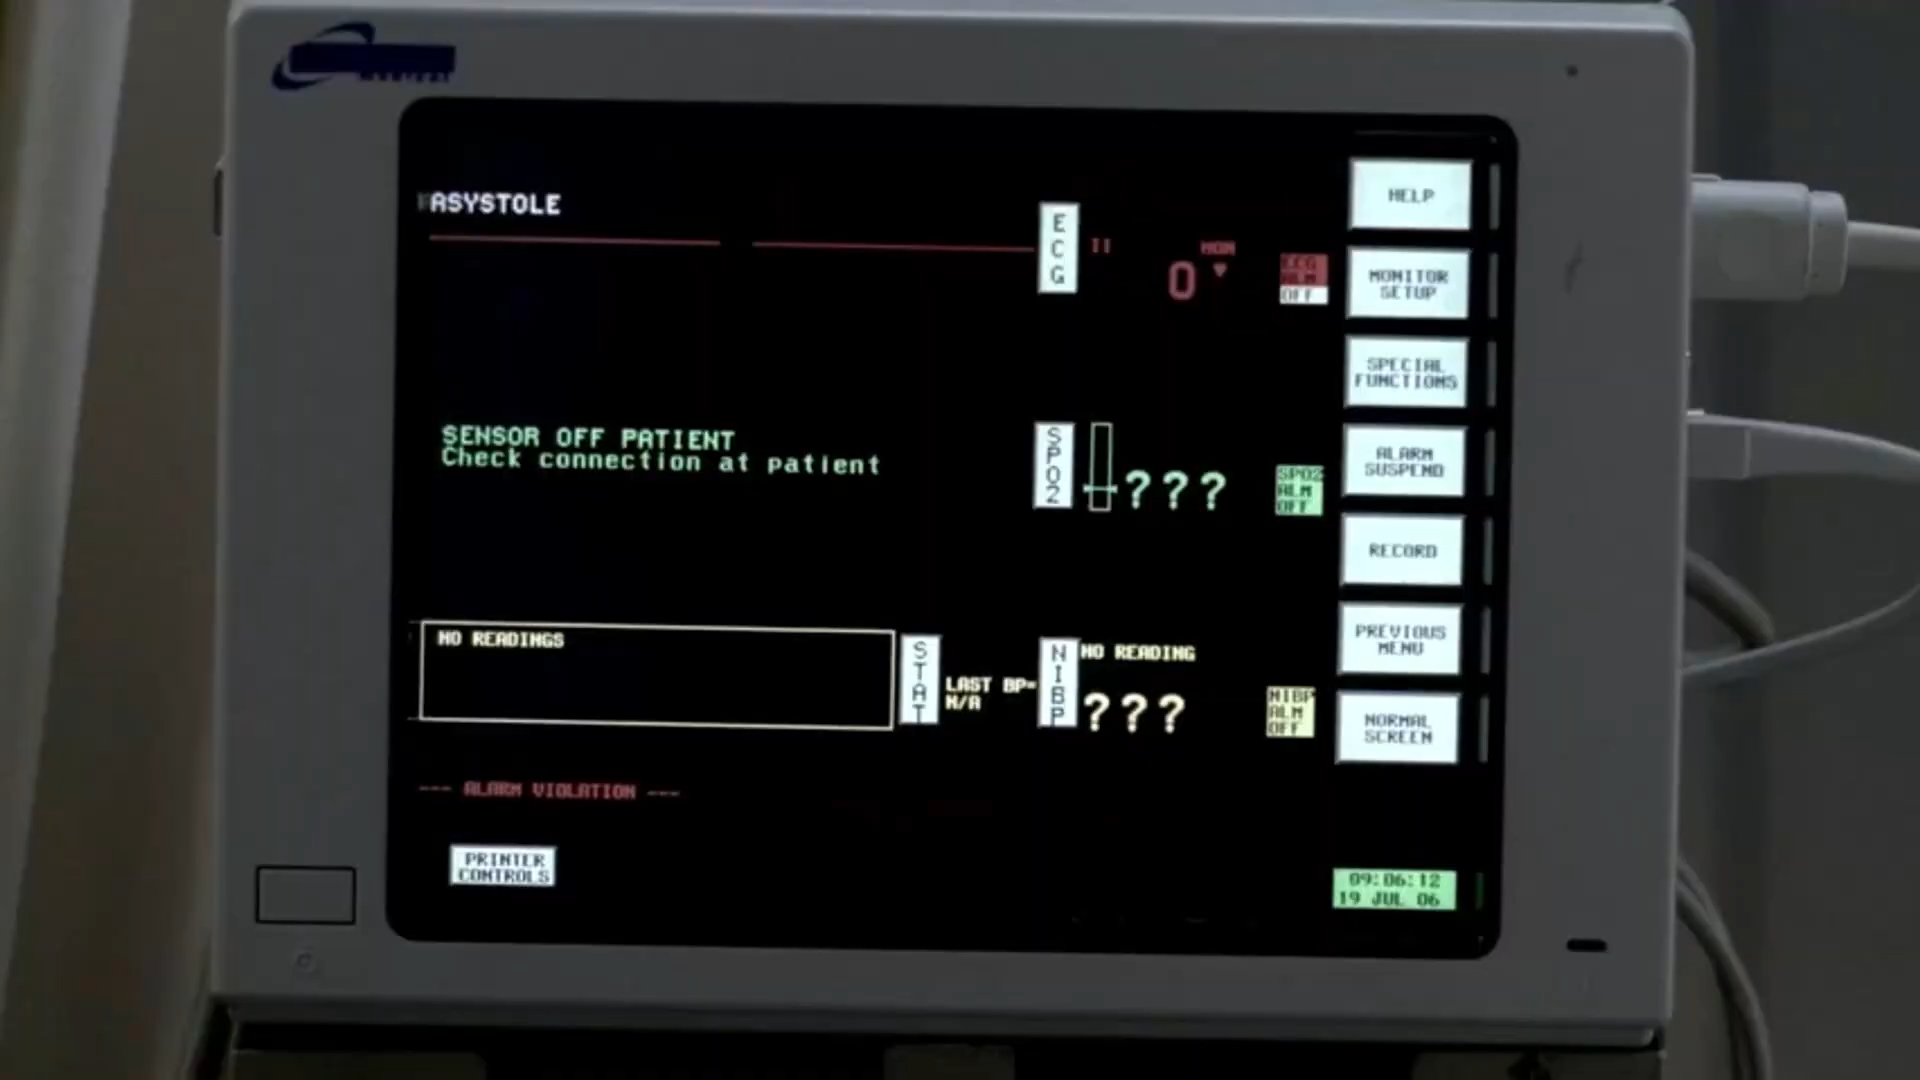 ASYSTOLE
ECG
II
MON
0
ECG
ALM
OFF
SENSOR OFF PATIENT
Check connection at patient
SPO2
???
SPO2
ALM
OFF
NO READINGS
STAT
LAST BP=
N/A
NIBP
NO READING
???
NIBP
ALM
OFF
--- ALARM VIOLATION ---
PRINTER
CONTROLS
HELP
MONITOR
SETUP
SPECIAL
FUNCTIONS
ALARM
SUSPEND
RECORD
PREVIOUS
MENU
NORMAL
SCREEN
09:06:12
19 JUL 06